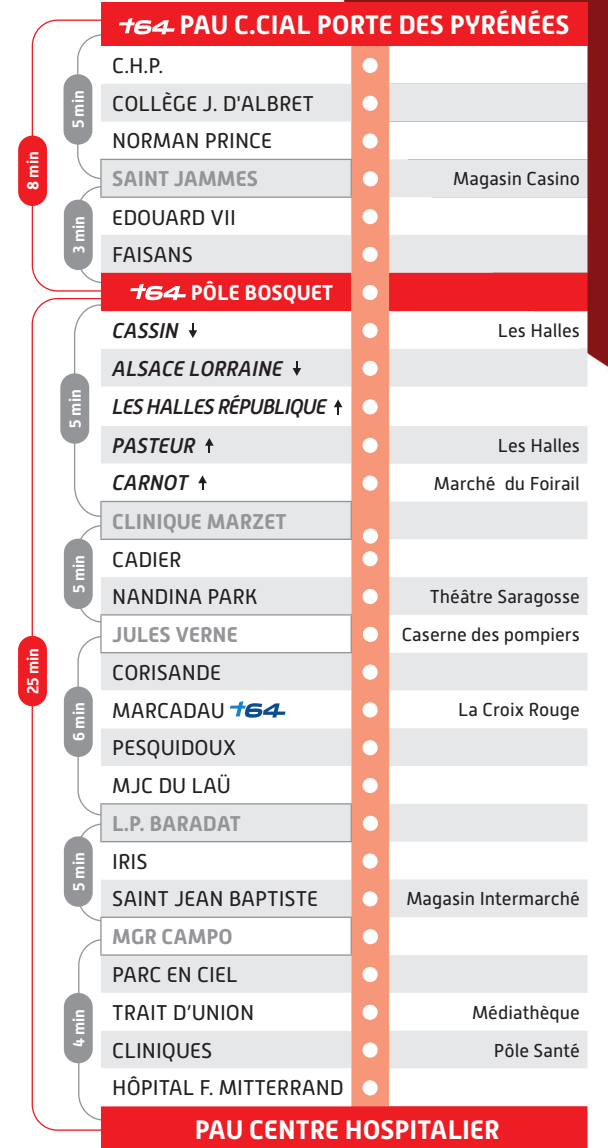 +64 PAU C.CIAL PORTE DES PYRÉNÉES
C.H.P.
COLLÈGE J. D'ALBRET
5 min
NORMAN PRINCE
8 min
SAINT JAMMES Magasin Casino
EDOUARD VII
3 min
FAISANS
+64 PÔLE BOSQUET
CASSIN ↓ Les Halles
ALSACE LORRAINE ↓
LES HALLES RÉPUBLIQUE ↑
5 min
PASTEUR ↑ Les Halles
CARNOT ↑ Marché du Foirail
CLINIQUE MARZET
CADIER
5 min
NANDINA PARK Théâtre Saragosse
JULES VERNE Caserne des pompiers
25 min
CORISANDE
MARCADAU +64 La Croix Rouge
6 min
PESQUIDOUX
MJC DU LAÜ
L.P. BARADAT
IRIS
5 min
SAINT JEAN BAPTISTE Magasin Intermarché
MGR CAMPO
PARC EN CIEL
TRAIT D’UNION Médiathèque
4 min
CLINIQUES Pôle Santé
HÔPITAL F. MITTERRAND
PAU CENTRE HOSPITALIER